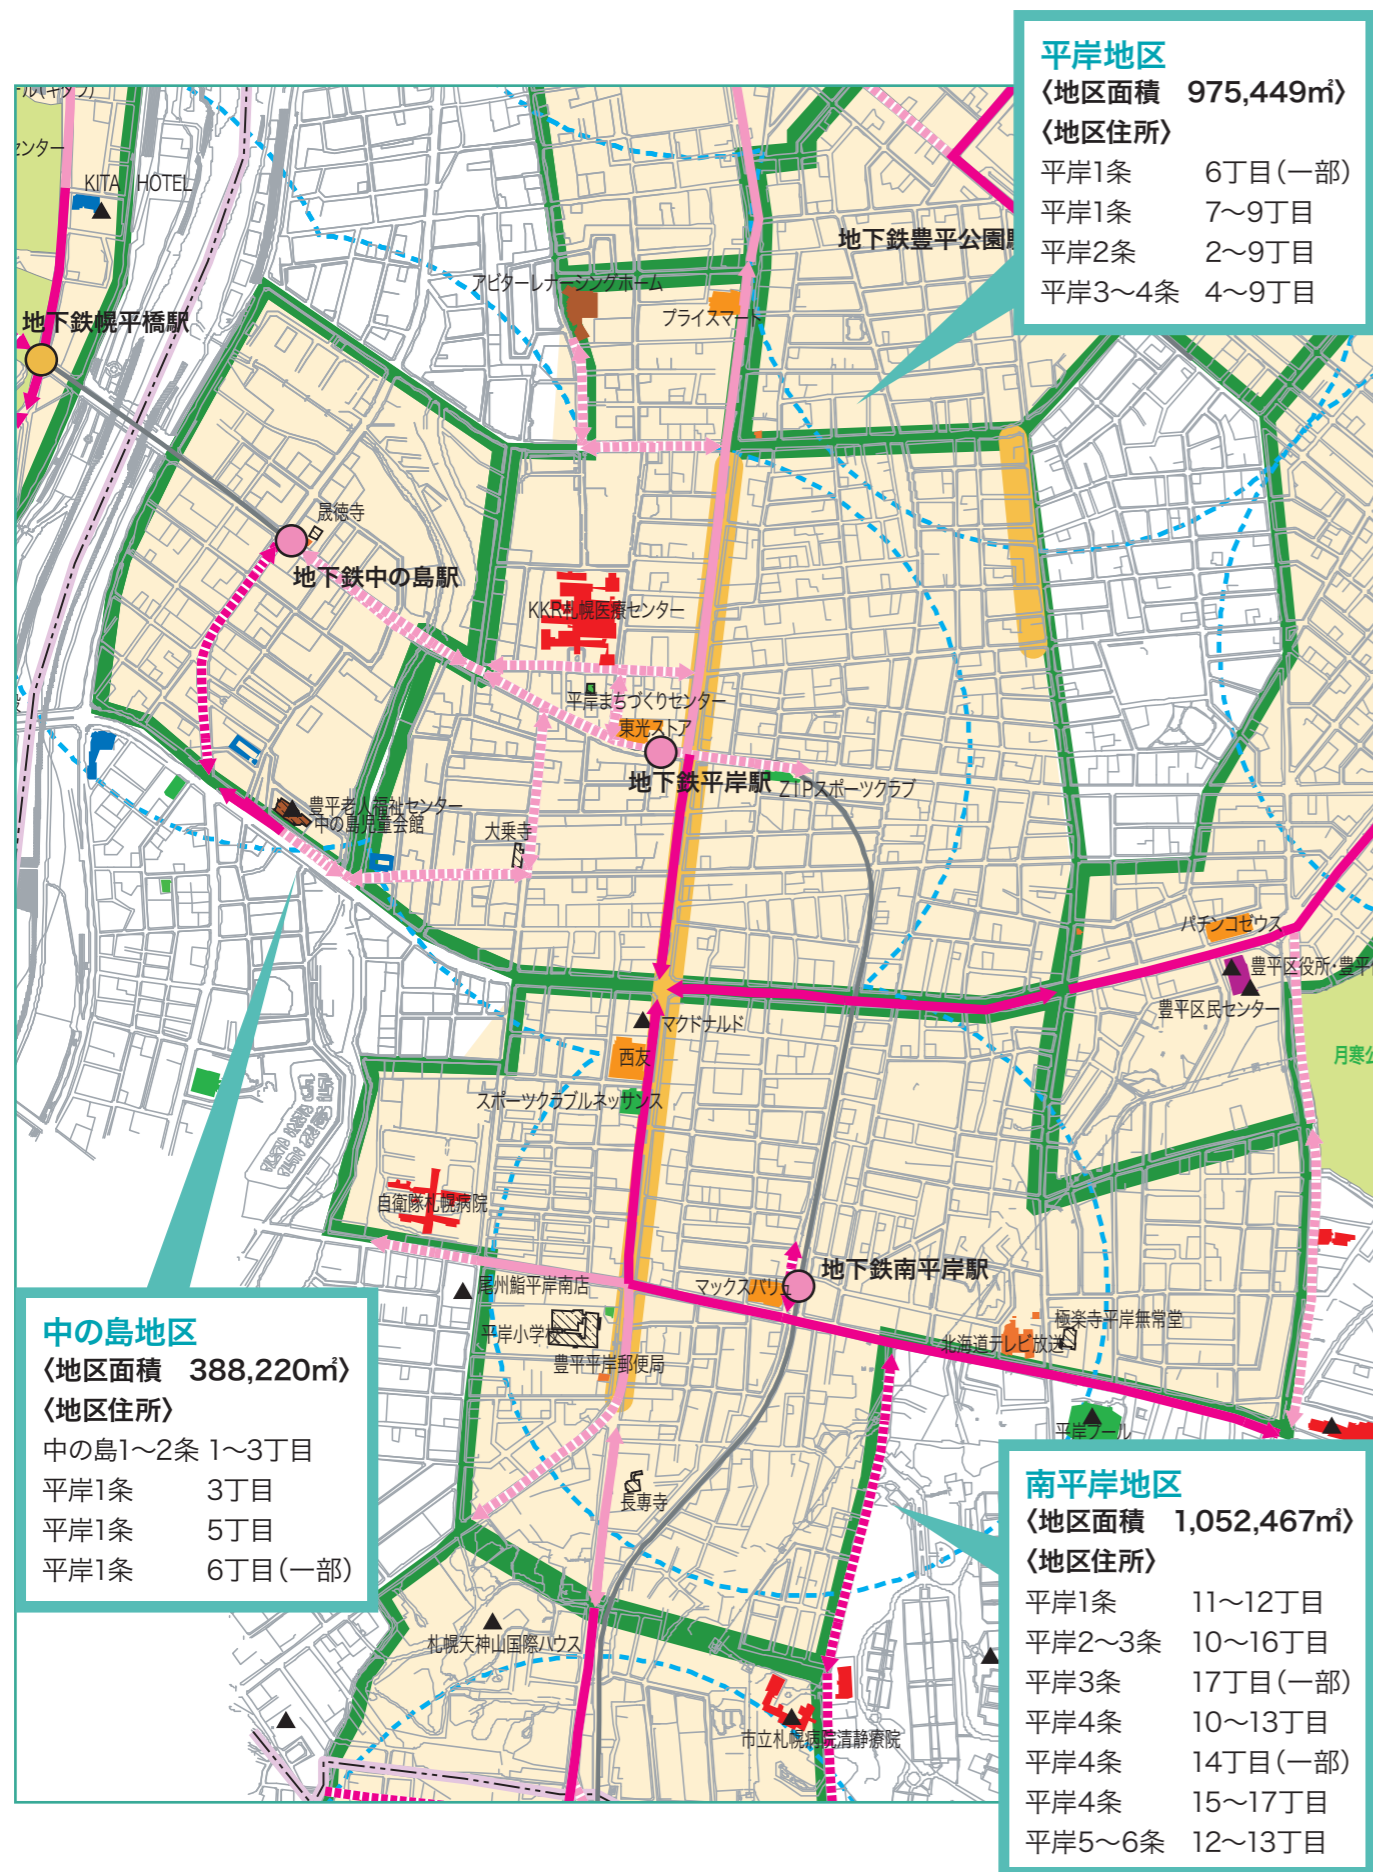 平岸地区
〈地区面積　975,449㎡〉
〈地区住所〉
平岸1条　6丁目（一部）
平岸1条　7〜9丁目
平岸2条　2〜9丁目
平岸3〜4条　4〜9丁目
センター
KITA HOTEL
地下鉄豊平公園駅
アビターレナーシングホーム
プライスマート
地下鉄幌平橋駅
晟徳寺
地下鉄中の島駅
KKR札幌医療センター
平岸まちづくりセンター
東光ストア
地下鉄平岸駅
ZIPスポーツクラブ
豊平老人福祉センター
中の島児童会館
大乗寺
パチンコゼウス
豊平区役所・豊平
豊平区民センター
マクドナルド
西友
月寒公
スポーツクラブルネッサンス
自衛隊札幌病院
地下鉄南平岸駅
尾州鮨平岸南店
マックスバリュ
平岸小学校
極楽寺平岸無常堂
北海道テレビ放送
豊平平岸郵便局
平岸プール
長専寺
札幌天神山国際ハウス
市立札幌病院清静療院
中の島地区
〈地区面積　388,220㎡〉
〈地区住所〉
中の島1〜2条 1〜3丁目
平岸1条　3丁目
平岸1条　5丁目
平岸1条　6丁目（一部）
南平岸地区
〈地区面積　1,052,467㎡〉
〈地区住所〉
平岸1条　11〜12丁目
平岸2〜3条　10〜16丁目
平岸3条　17丁目（一部）
平岸4条　10〜13丁目
平岸4条　14丁目（一部）
平岸4条　15〜17丁目
平岸5〜6条　12〜13丁目